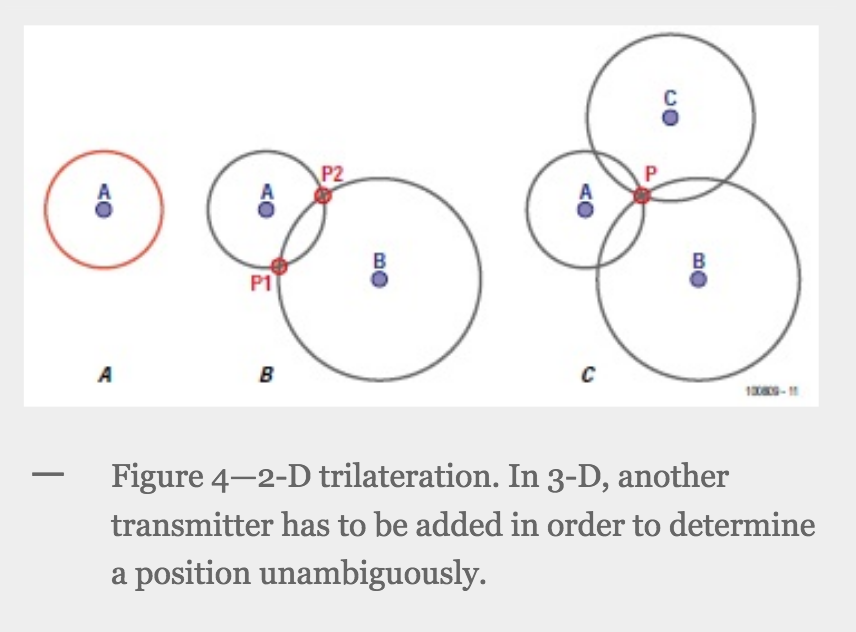 C
A
A
P2
A
P
B
B
P1
A
B
C
100809 - 11
— Figure 4—2-D trilateration. In 3-D, another
transmitter has to be added in order to determine
a position unambiguously.